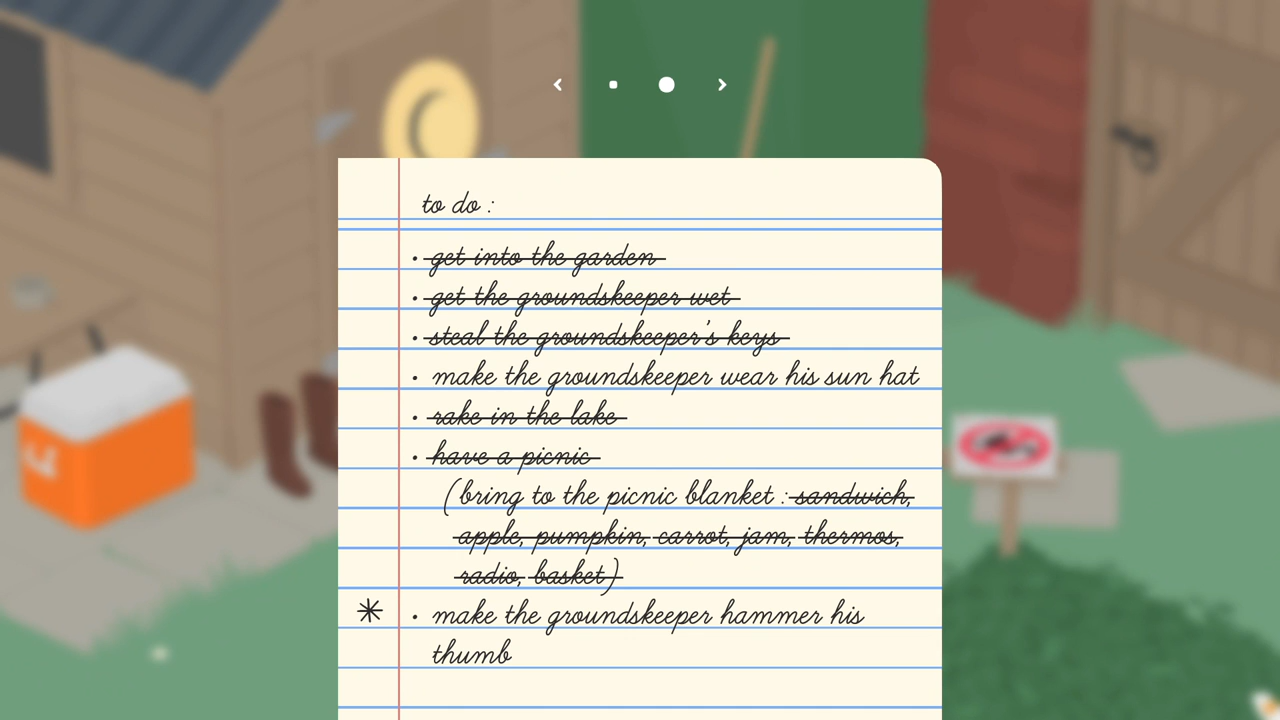 to do :
• get into the garden
• get the groundskeeper wet
• steal the groundskeeper's keys
• make the groundskeeper wear his sun hat
• rake in the lake
• have a picnic
(bring to the picnic blanket : sandwich,
apple, pumpkin, carrot, jam, thermos,
radio, basket)
* • make the groundskeeper hammer his
thumb